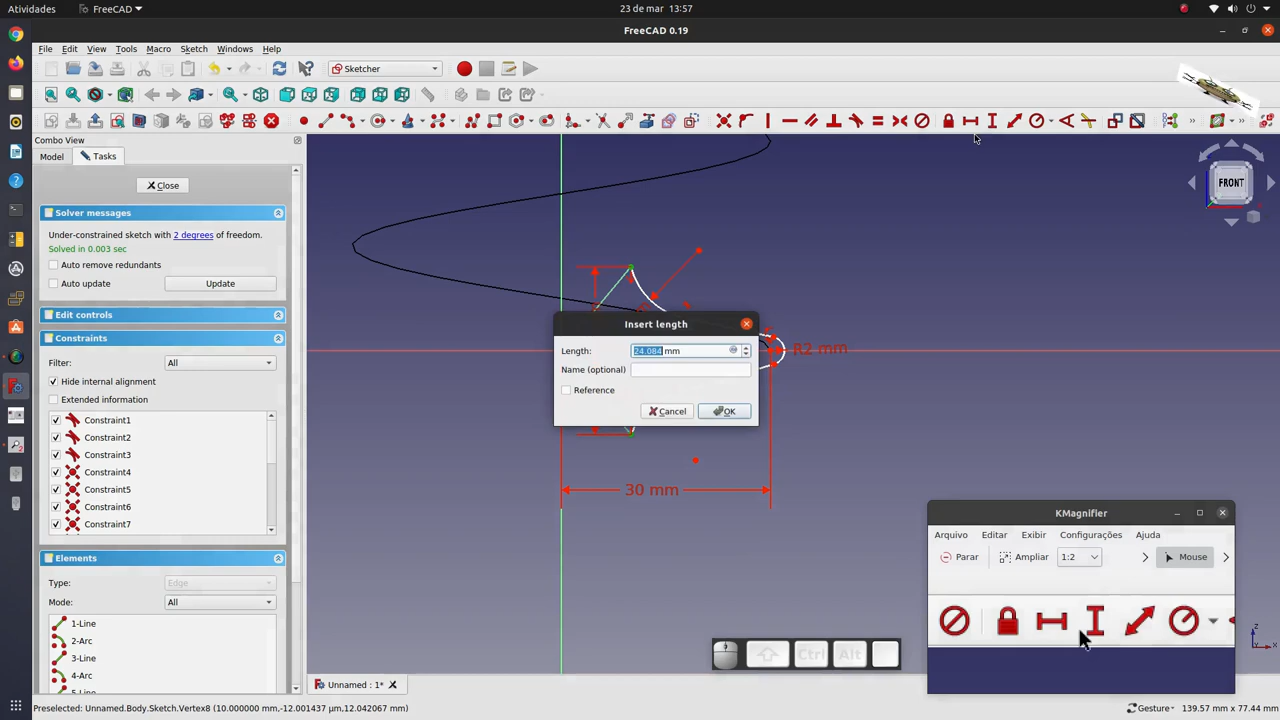 Atividades
FreeCAD
23 de mar 13:57
FreeCAD 0.19
File Edit View Tools Macro Sketch Windows Help
Sketcher
Combo View
Model Tasks
Close
Solver messages
Under-constrained sketch with 2 degrees of freedom.
Solved in 0.003 sec
Auto remove redundants
Auto update
Update
Edit controls
Constraints
Filter: All
Hide internal alignment
Extended information
Constraint1
Constraint2
Constraint3
Constraint4
Constraint5
Constraint6
Constraint7
Elements
Type: Edge
Mode: All
1-Line
2-Arc
3-Line
4-Arc
FRONT
Insert length
Length: 24.084 mm
Name (optional)
Reference
Cancel
OK
R2 mm
30 mm
KMagnifier
Arquivo Editar Exibir Configurações Ajuda
Parar Ampliar 1:2 Mouse
Ctrl Alt
Unnamed : 1*
Preselected: Unnamed.Body.Sketch.Vertex8 (10.000000 mm,-12.001437 µm,12.042067 mm)
Gesture
139.57 mm x 77.44 mm